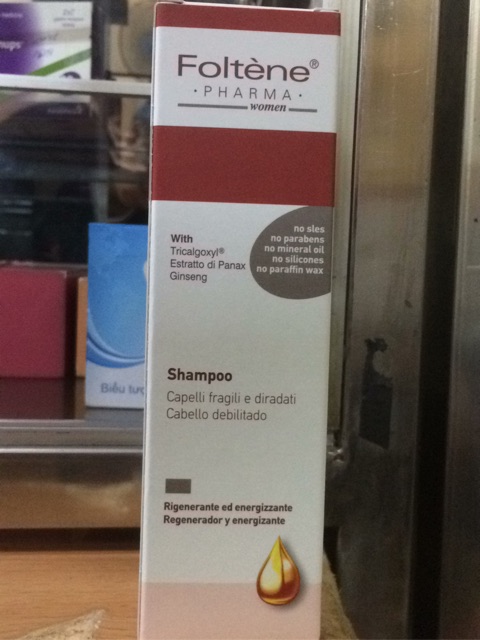 Foltène®
• PHARMA •
women
no sles
no parabens
no mineral oil
no silicones
no paraffin wax
With
Tricalgoxyl®
Estratto di Panax
Ginseng
Shampoo
Capelli fragili e diradati
Cabello debilitado
Rigenerante ed energizzante
Regenerador y energizante
Biểu